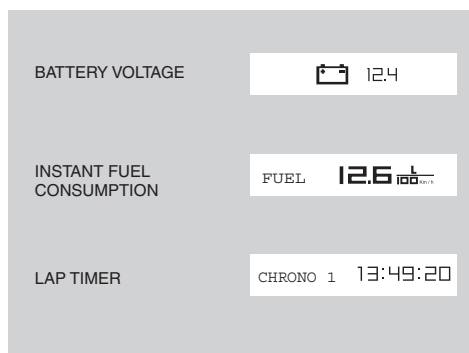 BATTERY VOLTAGE
12.4
INSTANT FUEL
CONSUMPTION
FUEL 12.6 L/100 Km/h
LAP TIMER
CHRONO 1 13:49:20